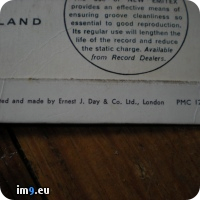 provides an effective means of
ensuring groove cleanliness so
essential to good reproduction.
Its regular use will lengthen the
life of the record and reduce
the static charge. Available
from Record Dealers.
LAND
and made by Ernest J. Day & Co. Ltd., London
PMC 12
im9.eu